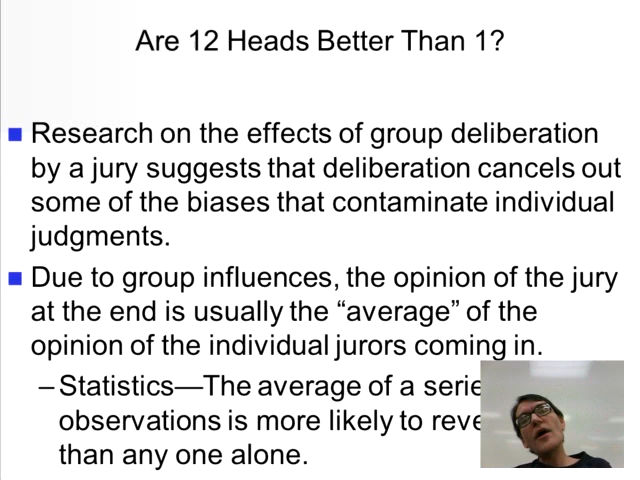 Are 12 Heads Better Than 1?
Research on the effects of group deliberation
by a jury suggests that deliberation cancels out
some of the biases that contaminate individual
judgments.
Due to group influences, the opinion of the jury
at the end is usually the “average” of the
opinion of the individual jurors coming in.
–Statistics—The average of a
observations is more likely to
than any one alone.